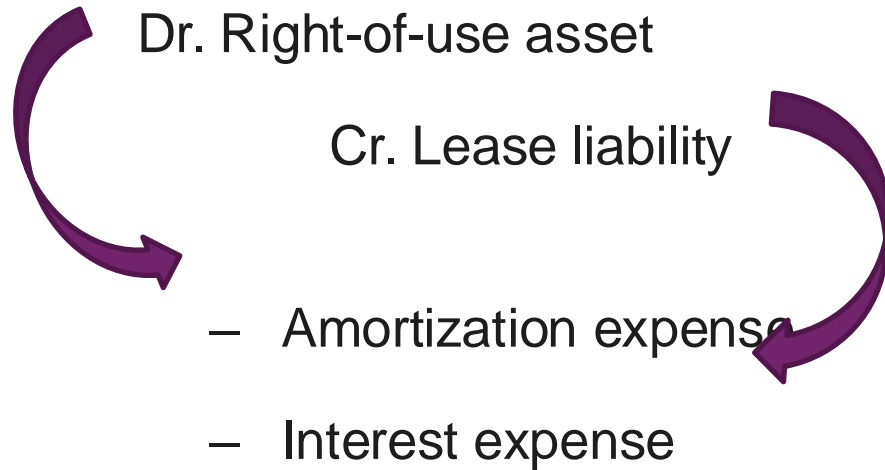 Dr. Right-of-use asset
Cr. Lease liability
– Amortization expense
– Interest expense